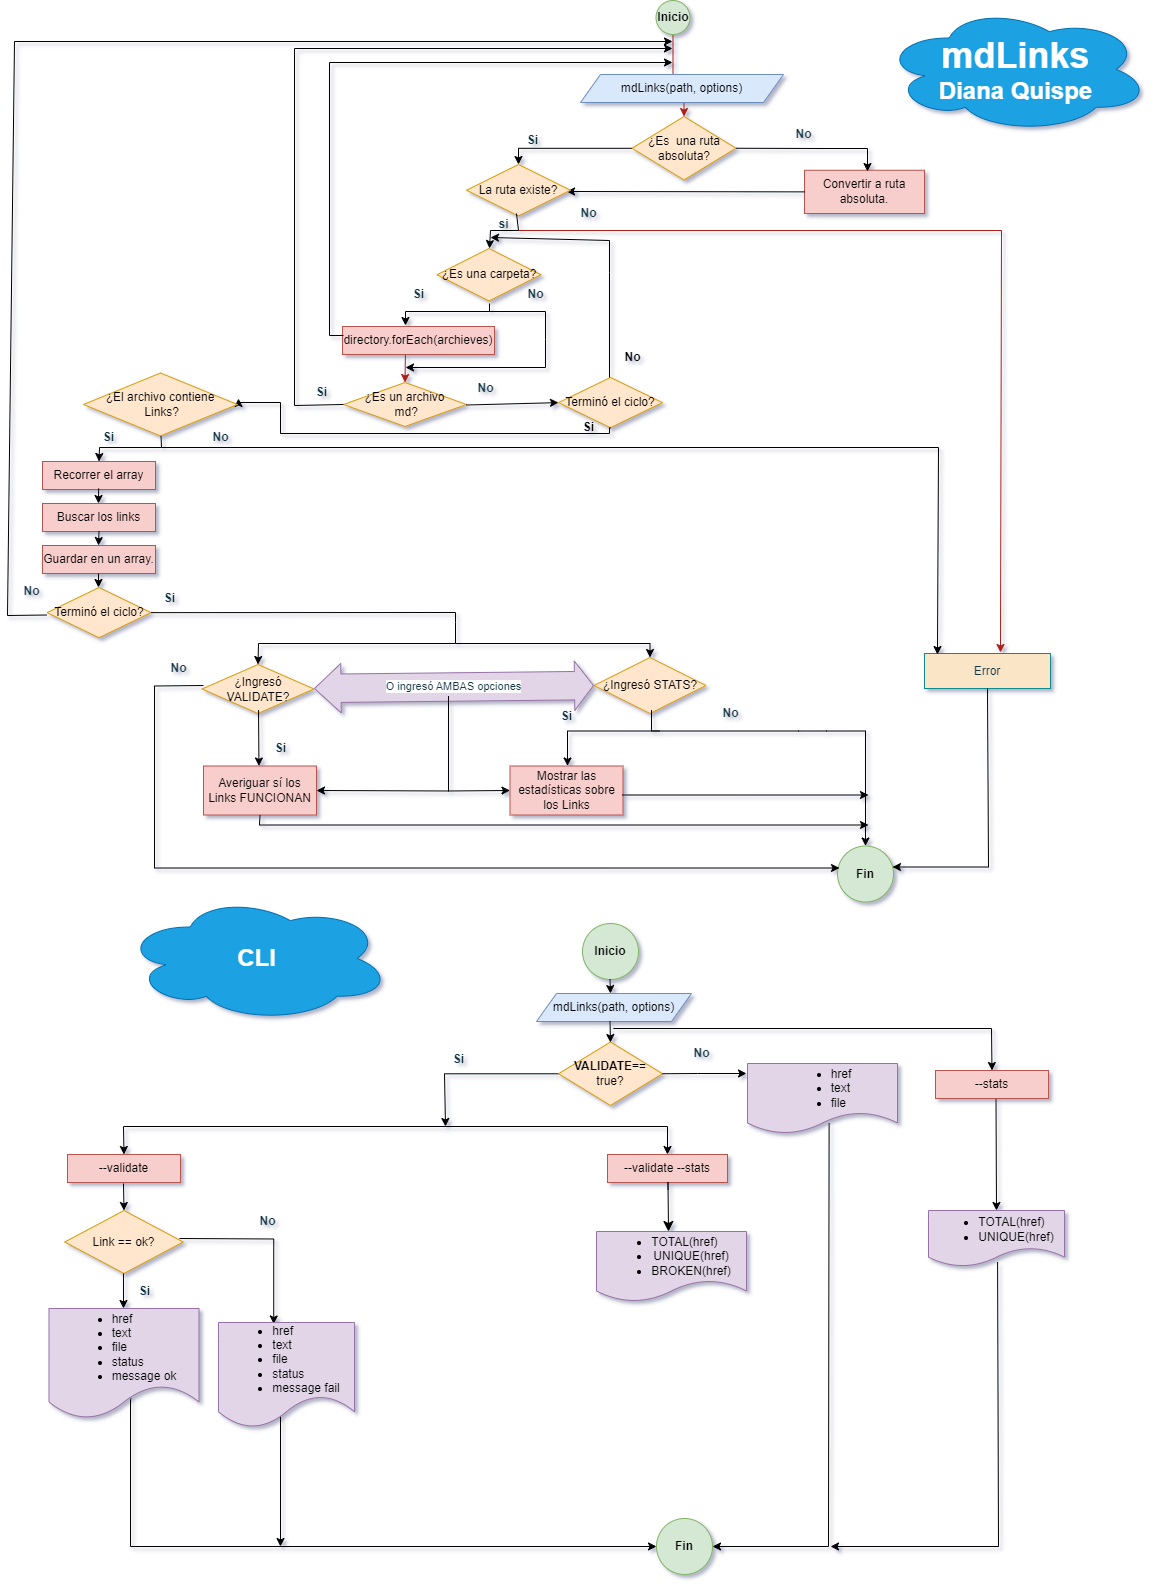 Inicio
mdLinks
Diana Quispe
mdLinks(path, options)
¿Es una ruta
absoluta?
Si
No
Convertir a ruta
absoluta.
La ruta existe?
No
si
¿Es una carpeta?
Si
No
directory.forEach(archieves)
No
¿Es un archivo
md?
Si
No
Terminó el ciclo?
Si
¿El archivo contiene
Links?
Si
No
Recorrer el array
Buscar los links
Guardar en un array.
No
Si
Terminó el ciclo?
Error
No
¿Ingresó
VALIDATE?
O ingresó AMBAS opciones
¿Ingresó STATS?
Si
No
Si
Averiguar sí los
Links FUNCIONAN
Mostrar las
estadísticas sobre
los Links
Fin
CLI
Inicio
mdLinks(path, options)
Si
VALIDATE==
true?
No
href
text
file
--stats
--validate
--validate --stats
Link == ok?
No
Si
TOTAL(href)
UNIQUE(href)
BROKEN(href)
TOTAL(href)
UNIQUE(href)
href
text
file
status
message ok
href
text
file
status
message fail
Fin